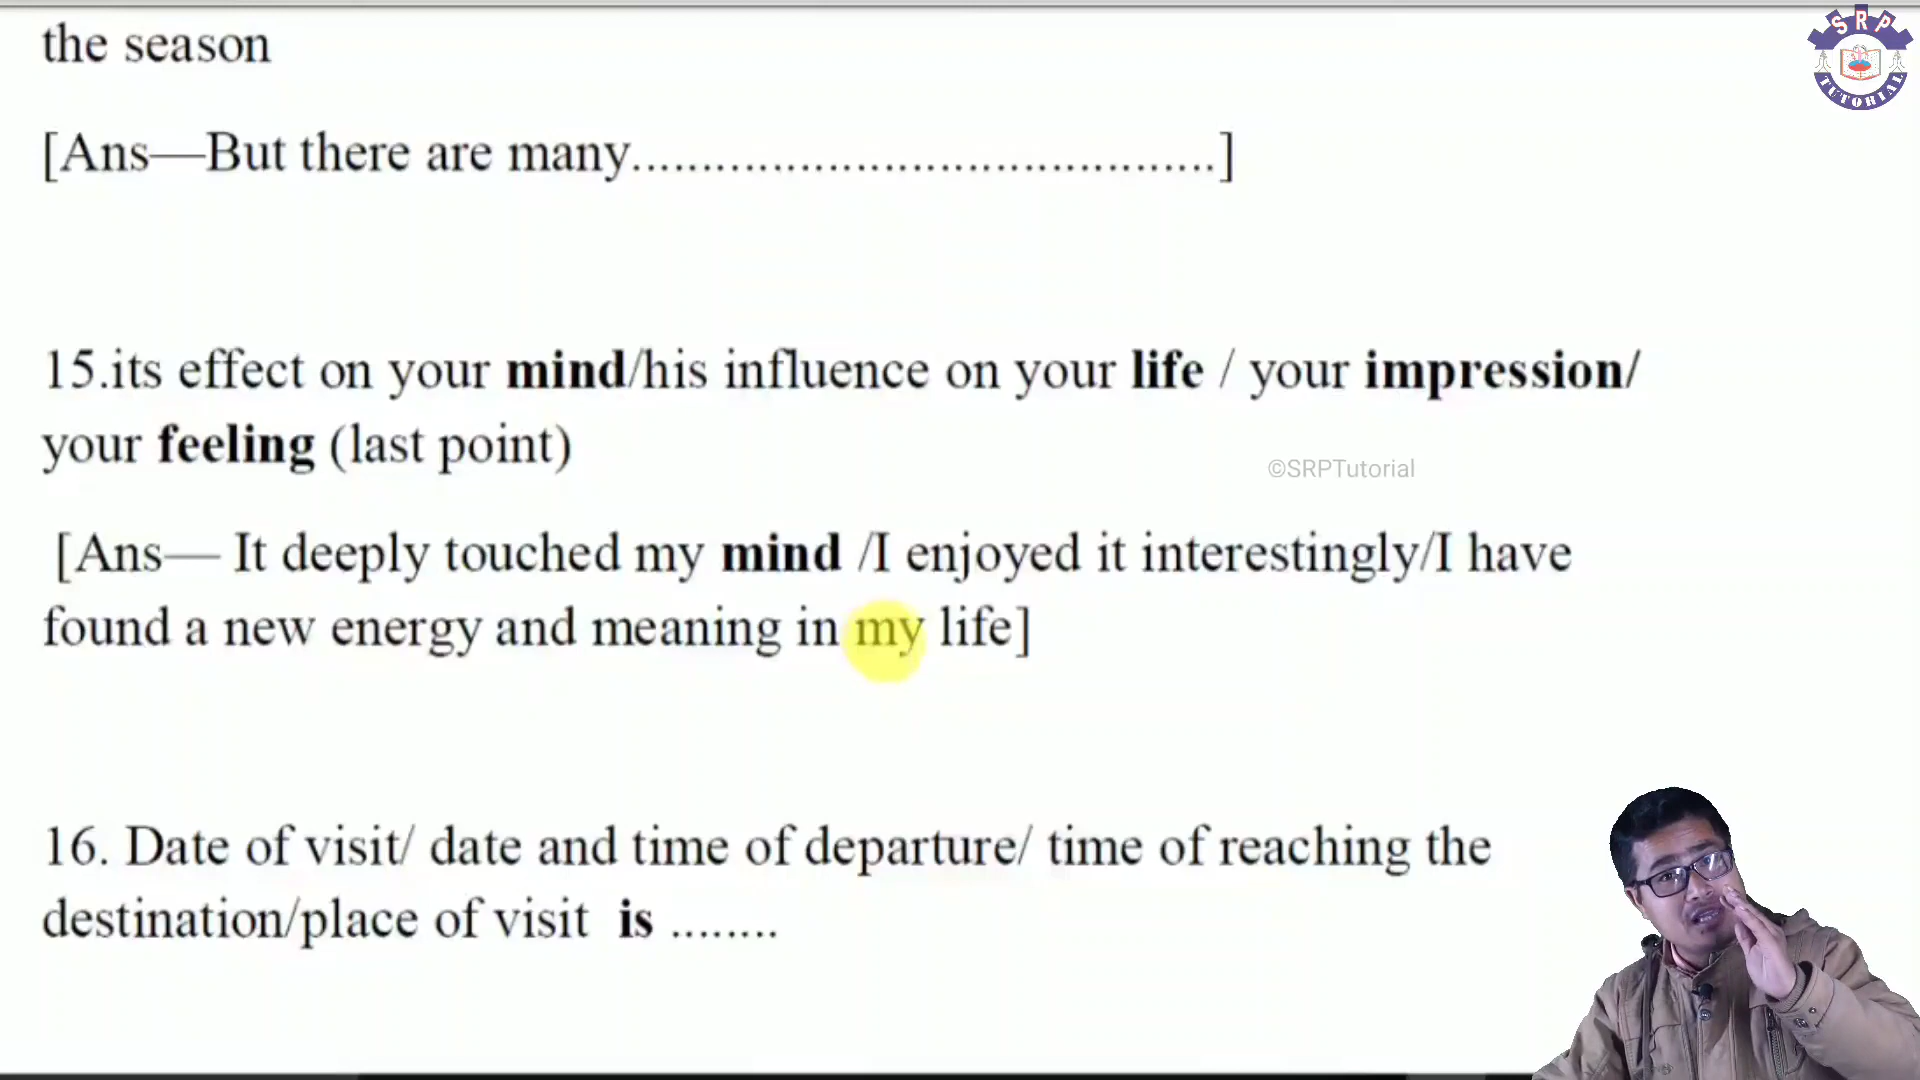 the season
[Ans—But there are many..........................................]
15.its effect on your mind/his influence on your life / your impression/
your feeling (last point)
©SRPTutorial
[Ans— It deeply touched my mind /I enjoyed it interestingly/I have
found a new energy and meaning in my life]
16. Date of visit/ date and time of departure/ time of reaching the
destination/place of visit is ........
SRP
TUTORIAL